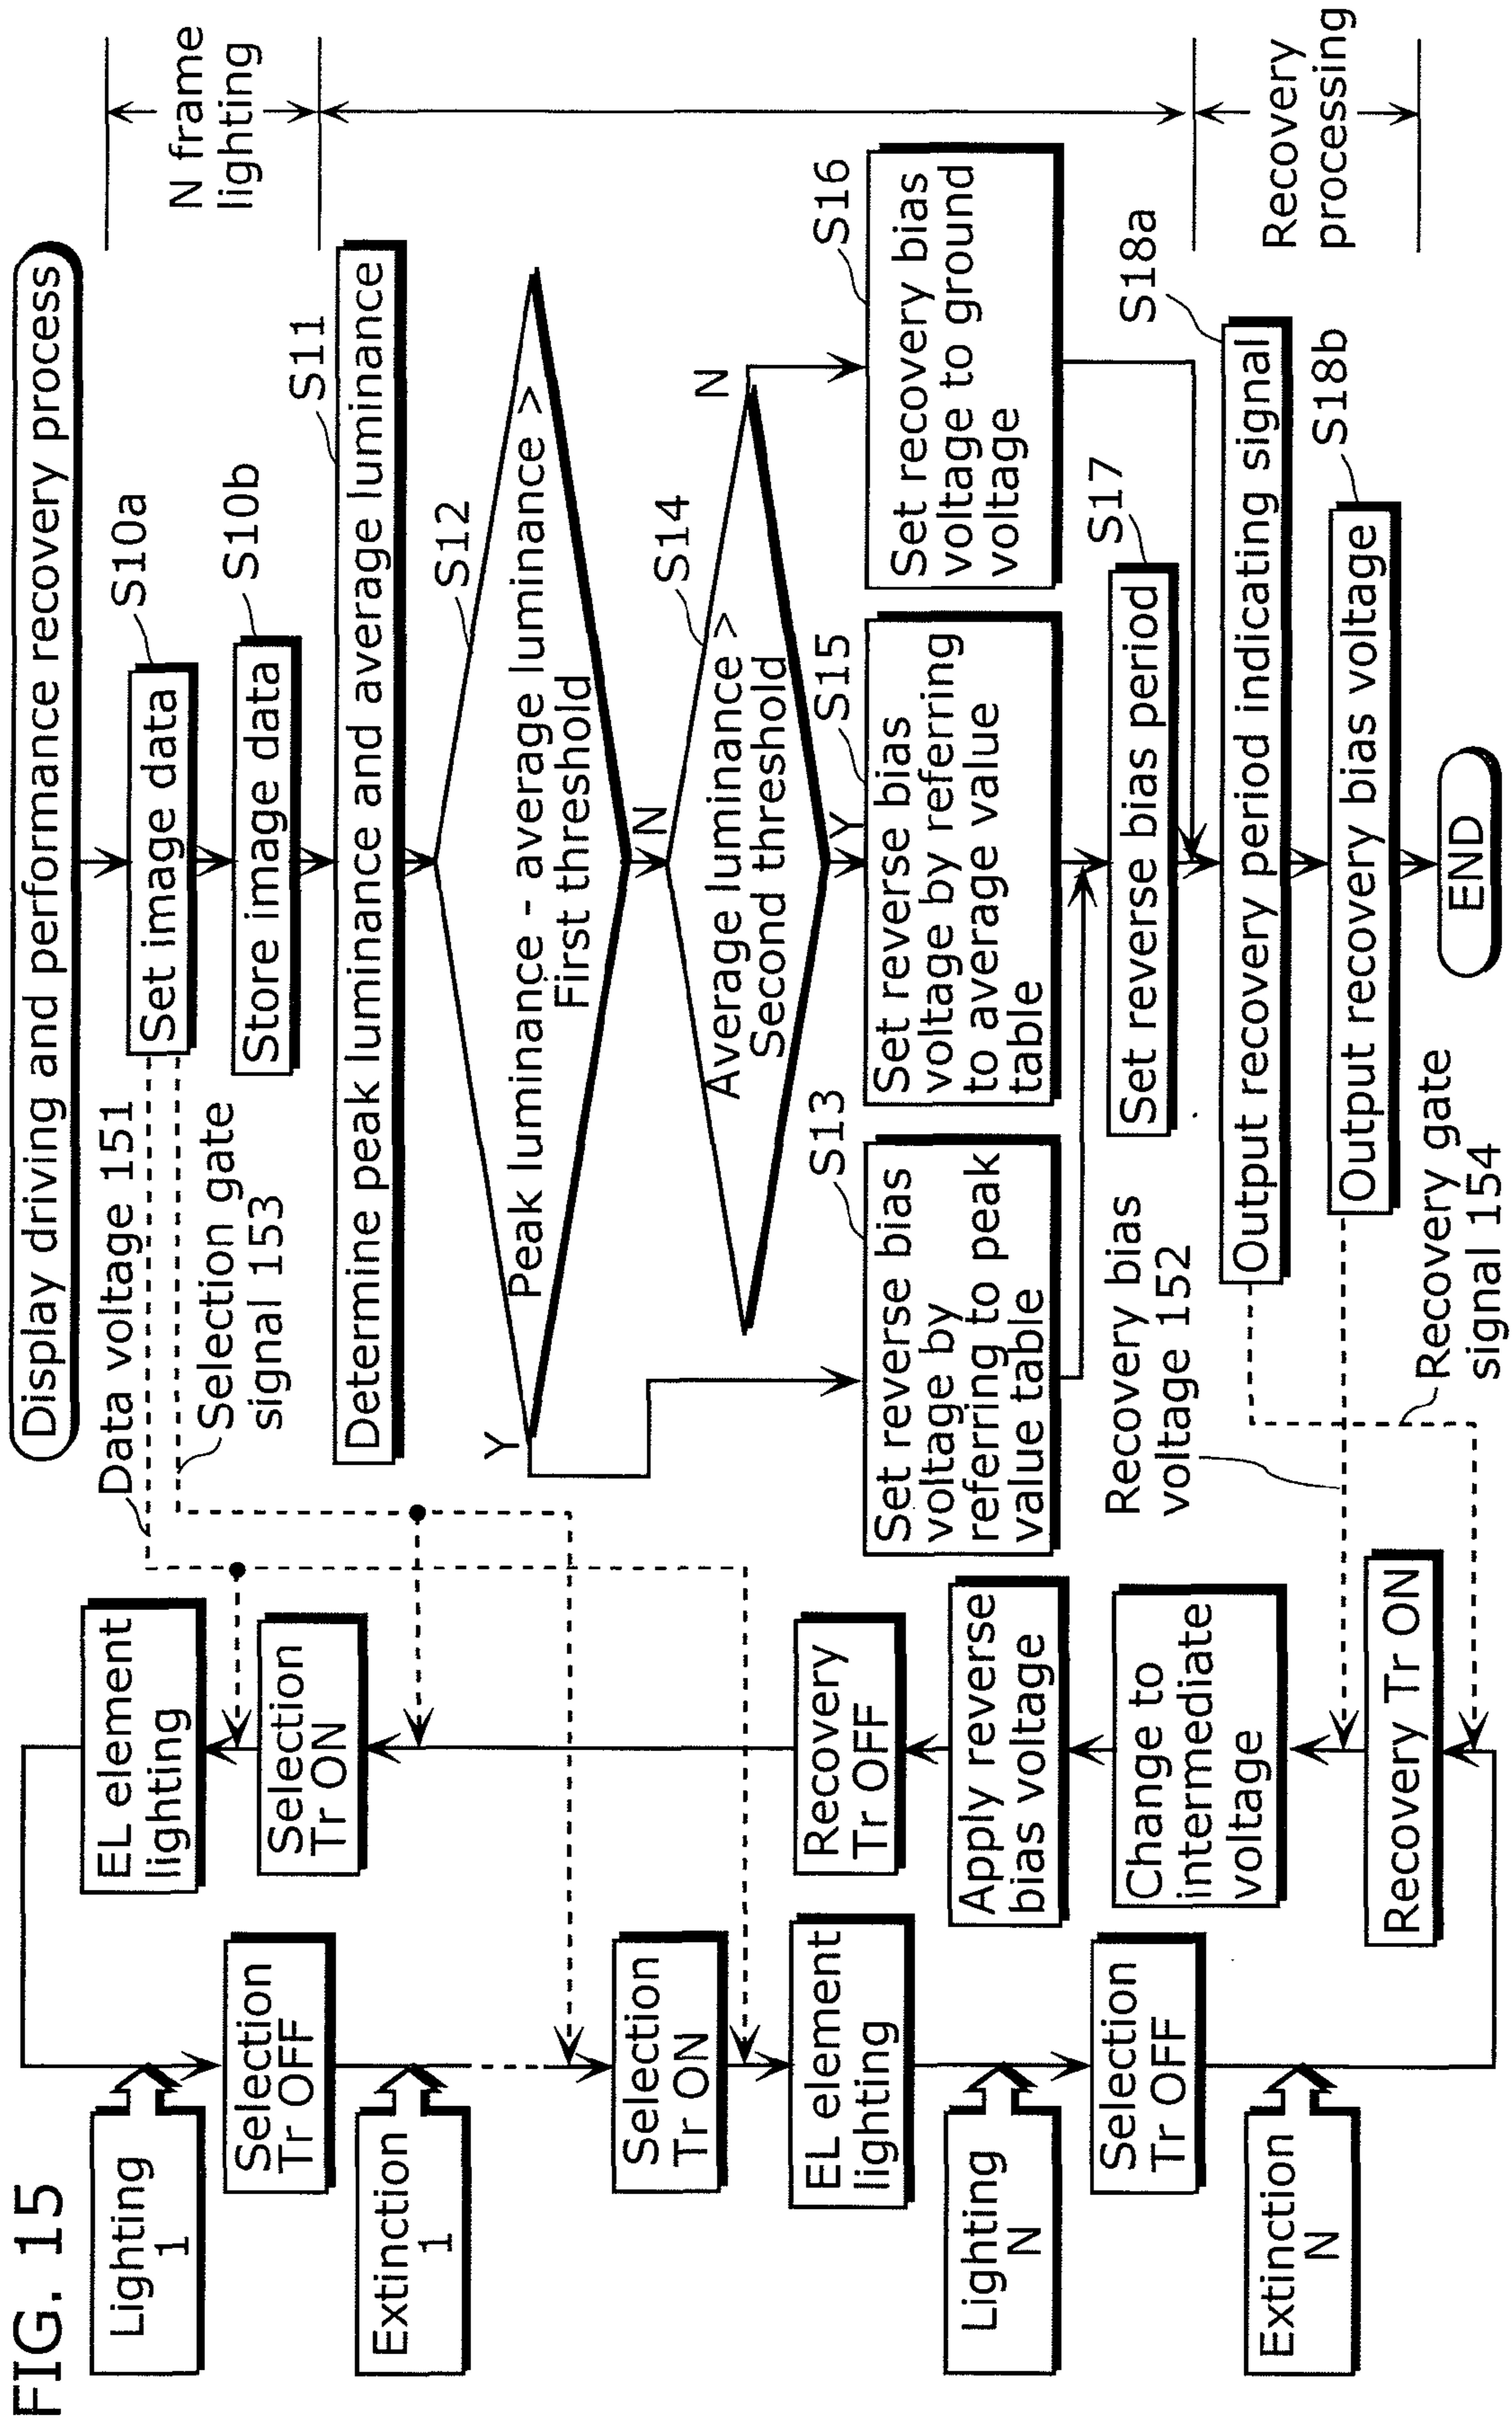 FIG. 15
Display driving and performance recovery process
Set image data
S10a
Store image data
S10b
Determine peak luminance and average luminance
S11
Peak luminance - average luminance >
First threshold
S12
Y
N
Average luminance >
Second threshold
S14
Y
N
Set reverse bias
voltage by
referring to peak
value table
S13
Set reverse bias
voltage by referring
to average value
table
S15
Set recovery bias
voltage to ground
voltage
S16
Set reverse bias period
S17
Output recovery period indicating signal
S18a
Output recovery bias voltage
S18b
END
N frame
lighting
Recovery
processing
Data voltage 151
Selection gate
signal 153
Recovery bias
voltage 152
Recovery gate
signal 154
EL element
lighting
Selection
Tr ON
Recovery
Tr OFF
Apply reverse
bias voltage
Change to
intermediate
voltage
Recovery Tr ON
Lighting
1
Selection
Tr OFF
Extinction
1
Selection
Tr ON
EL element
lighting
Lighting
N
Selection
Tr OFF
Extinction
N